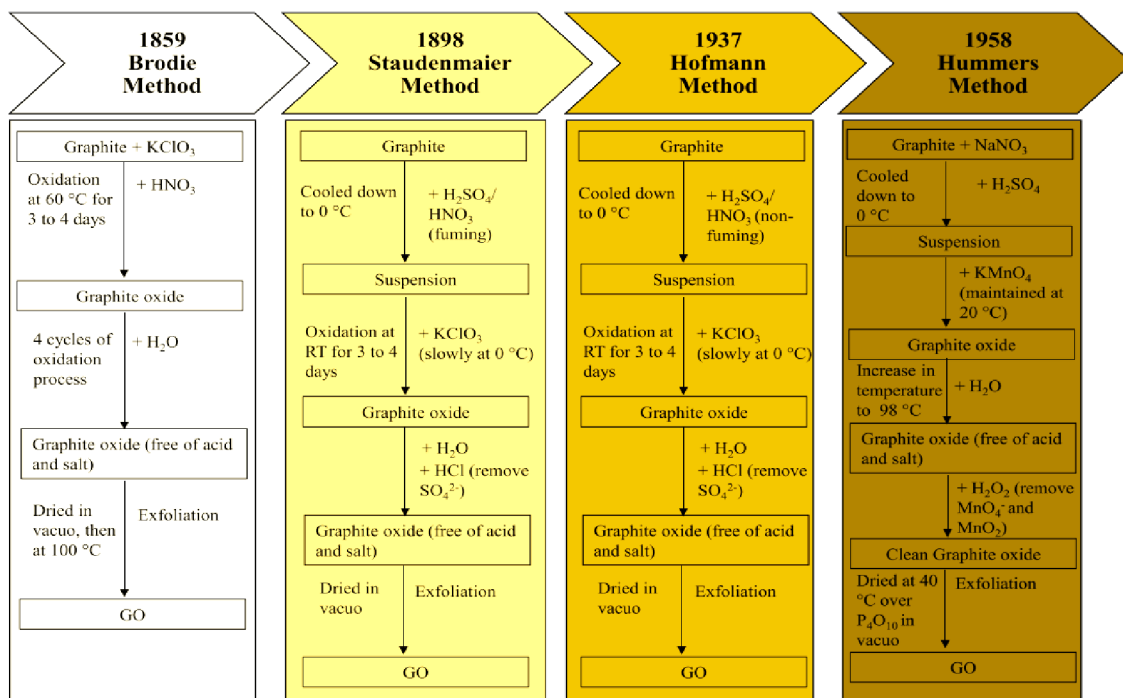 1859
Brodie
Method
1898
Staudenmaier
Method
1937
Hofmann
Method
1958
Hummers
Method
Graphite + KClO₃
Oxidation
at 60 °C for
3 to 4 days
+ HNO₃
Graphite oxide
4 cycles of
oxidation
process
+ H₂O
Graphite oxide (free of acid
and salt)
Dried in
vacuo, then
at 100 °C
Exfoliation
GO
Graphite
Cooled down
to 0 °C
+ H₂SO₄/
HNO₃
(fuming)
Suspension
Oxidation at
RT for 3 to 4
days
+ KClO₃
(slowly at 0 °C)
Graphite oxide
+ H₂O
+ HCl (remove
SO₄²⁻)
Graphite oxide (free of acid
and salt)
Dried in
vacuo
Exfoliation
GO
Graphite
Cooled down
to 0 °C
+ H₂SO₄/
HNO₃ (non-
fuming)
Suspension
Oxidation at
RT for 3 to 4
days
+ KClO₃
(slowly at 0 °C)
Graphite oxide
+ H₂O
+ HCl (remove
SO₄²⁻)
Graphite oxide (free of acid
and salt)
Dried in
vacuo
Exfoliation
GO
Graphite + NaNO₃
Cooled
down to
0 °C
+ H₂SO₄
Suspension
+ KMnO₄
(maintained at
20 °C)
Graphite oxide
Increase in
temperature
to 98 °C
+ H₂O
Graphite oxide (free of acid
and salt)
+ H₂O₂ (remove
MnO₄⁻ and
MnO₂)
Clean Graphite oxide
Dried at 40
°C over
P₄O₁₀ in
vacuo
Exfoliation
GO